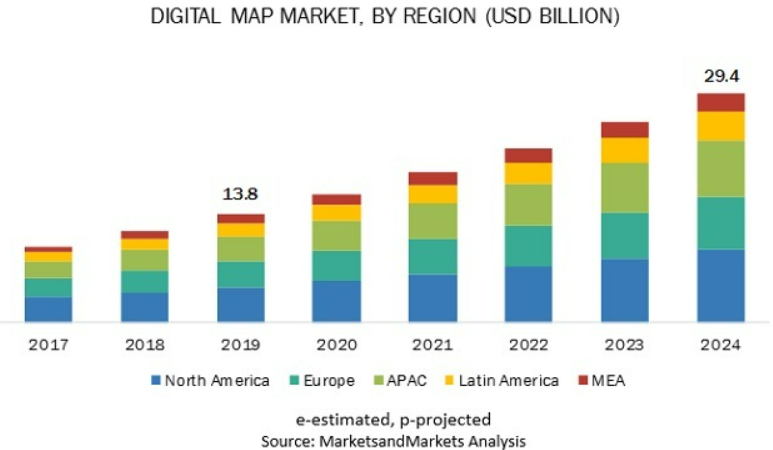 DIGITAL MAP MARKET, BY REGION (USD BILLION)
29.4
13.8
2017 2018 2019 2020 2021 2022 2023 2024
North America Europe APAC Latin America MEA
e-estimated, p-projected
Source: MarketsandMarkets Analysis